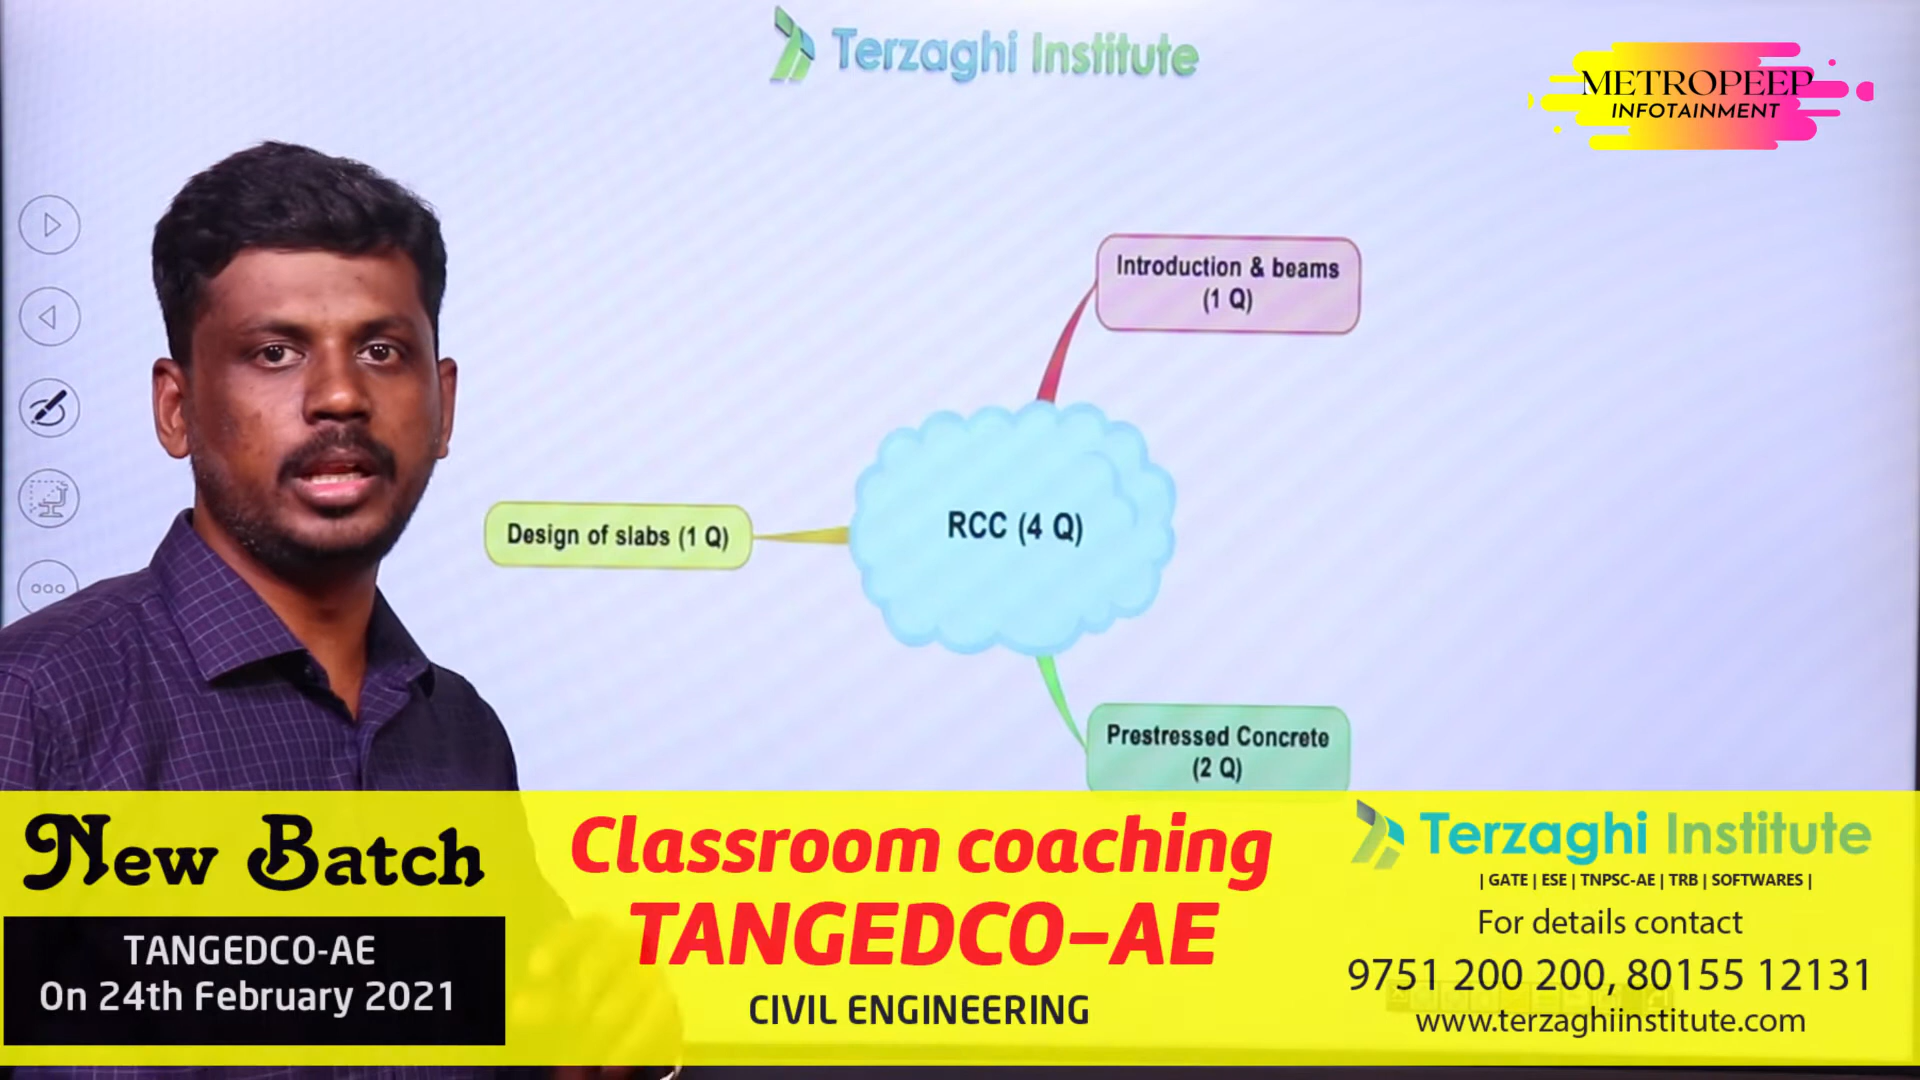 Terzaghi Institute
METROPEEP
INFOTAINMENT
Introduction & beams
(1 Q)
Design of slabs (1 Q)
RCC (4 Q)
Prestressed Concrete
(2 Q)
New Batch
TANGEDCO-AE
On 24th February 2021
Classroom coaching
TANGEDCO-AE
CIVIL ENGINEERING
Terzaghi Institute
| GATE | ESE | TNPSC-AE | TRB | SOFTWARES |
For details contact
9751 200 200, 80155 12131
www.terzaghiinstitute.com